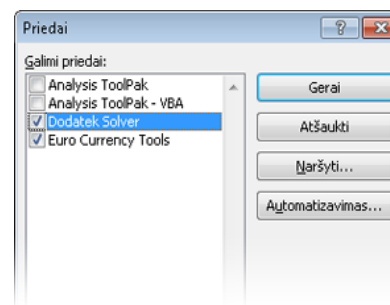 Priedai
Galimi priedai:
Analysis ToolPak
Analysis ToolPak - VBA
Dodatek Solver
Euro Currency Tools
Gerai
Atšaukti
Naršyti...
Automatizavimas...